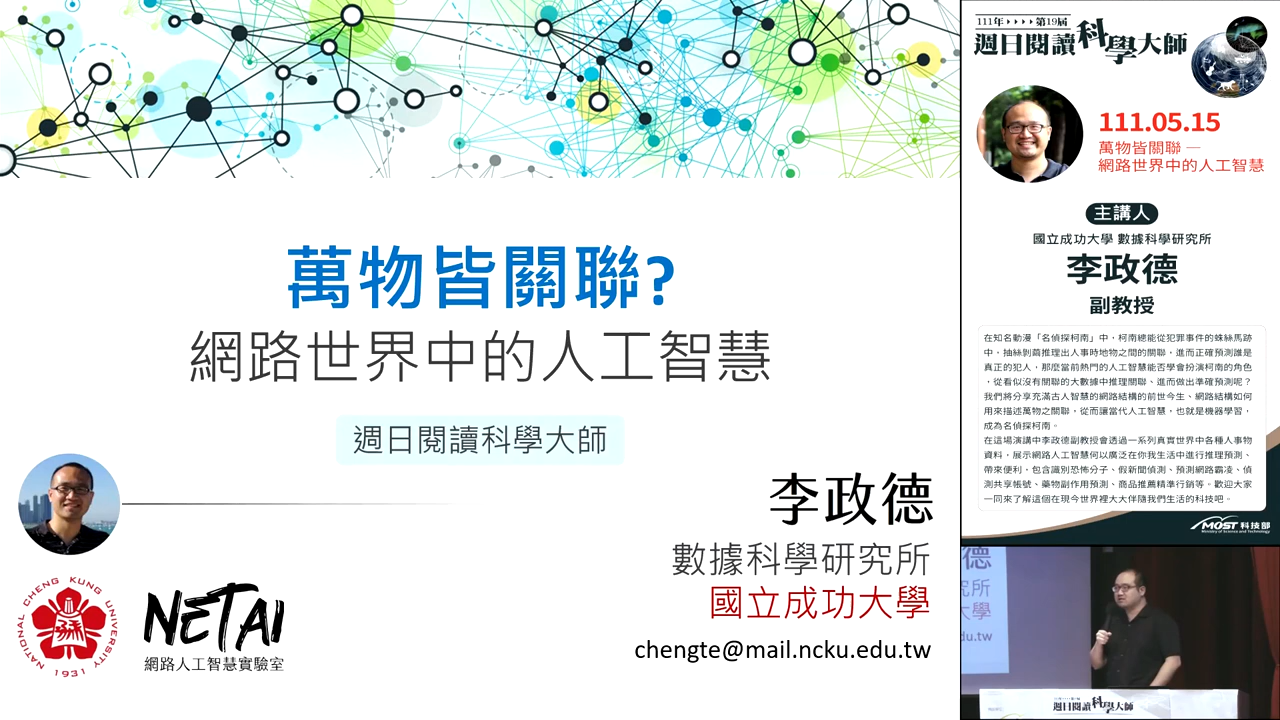 萬物皆關聯?
網路世界中的人工智慧
週日閱讀科學大師
李政德
數據科學研究所
國立成功大學
chengte@mail.ncku.edu.tw
NATIONAL CHENG KUNG UNIVERSITY
1931
NETAI
網路人工智慧實驗室
111年 第19屆
週日閱讀科學大師
111.05.15
萬物皆關聯 —
網路世界中的人工智慧
主講人
國立成功大學 數據科學研究所
李政德
副教授
在知名動漫「名偵探柯南」中，柯南總能從犯罪事件的蛛絲馬跡
中，抽絲剝繭推理出人事時地物之間的關聯，進而正確預測誰是
真正的犯人，那麼當前熱門的人工智慧能否學會扮演柯南的角色
，從看似沒有關聯的大數據中推理關聯、進而做出準確預測呢？
我們將分享充滿古人智慧的網路結構的前世今生、網路結構如何
用來描述萬物之關聯，從而讓當代人工智慧，也就是機器學習，
成為名偵探柯南。
在這場演講中李政德副教授會透過一系列真實世界中各種人事物
資料，展示網路人工智慧何以廣泛在你我生活中進行推理預測、
帶來便利，包含識別恐怖分子、假新聞偵測、預測網路霸凌、偵
測共享帳號、藥物副作用預測、商品推薦精準行銷等。歡迎大家
一同來了解這個在現今世界裡大大伴隨我們生活的科技吧。
MOST 科技部
Ministry of Science and Technology
德
究所
大學
du.tw
週日閱讀科學大師